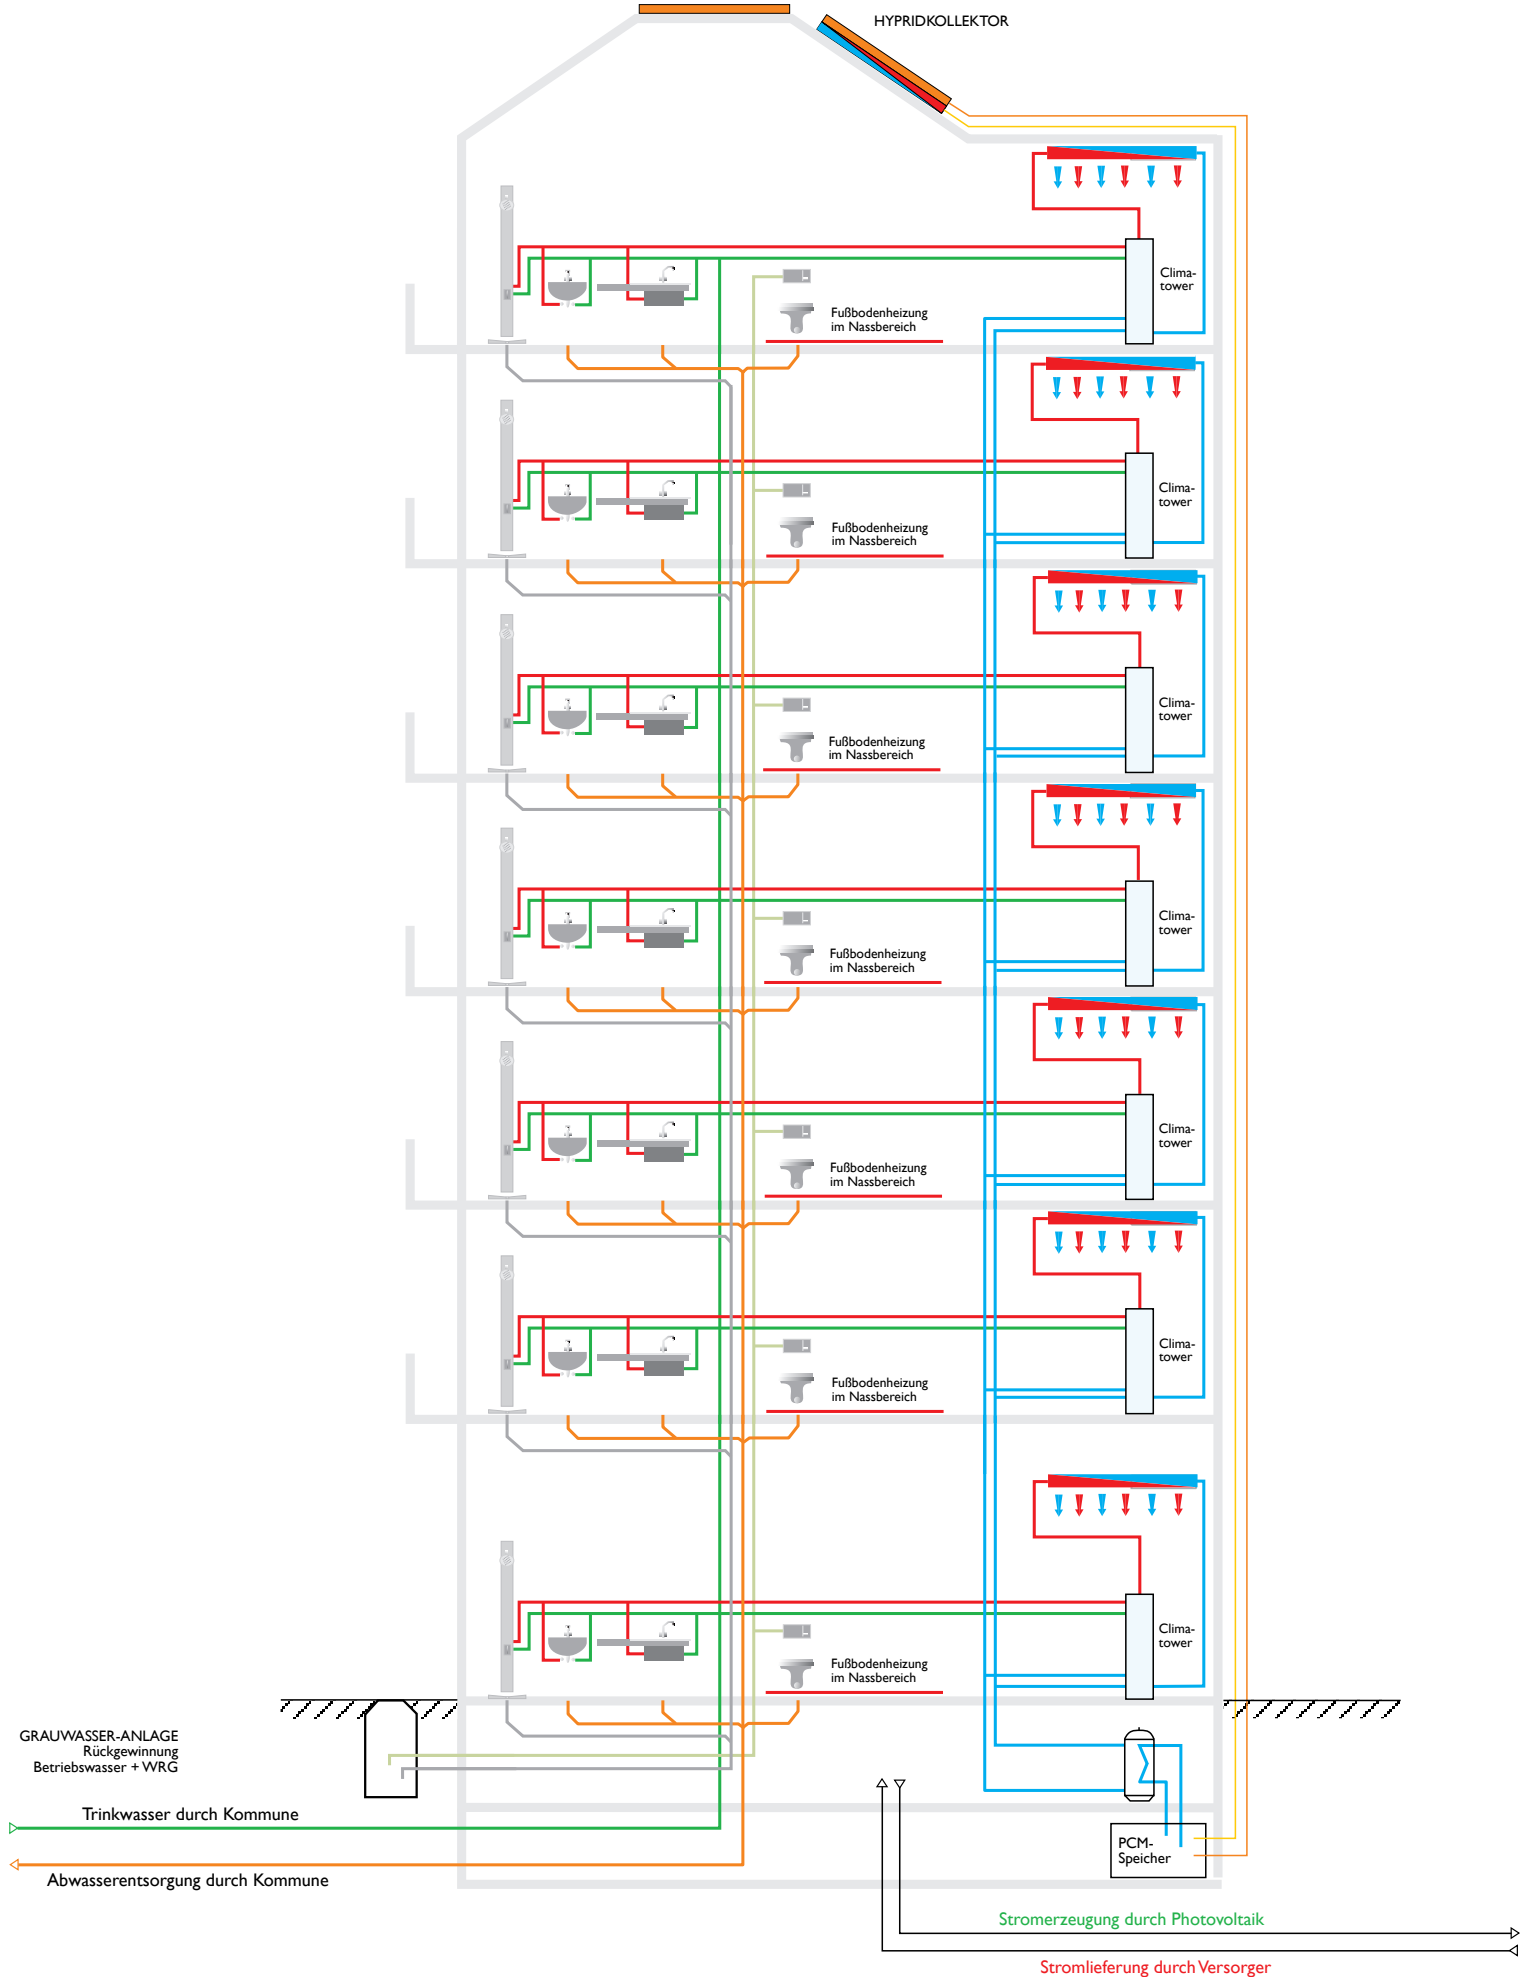 HYPRIDKOLLEKTOR
Clima-
tower
Fußbodenheizung
im Nassbereich
Clima-
tower
Fußbodenheizung
im Nassbereich
Clima-
tower
Fußbodenheizung
im Nassbereich
Clima-
tower
Fußbodenheizung
im Nassbereich
Clima-
tower
Fußbodenheizung
im Nassbereich
Clima-
tower
Fußbodenheizung
im Nassbereich
Clima-
tower
Fußbodenheizung
im Nassbereich
GRAUWASSER-ANLAGE
Rückgewinnung
Betriebswasser + WRG
Trinkwasser durch Kommune
PCM-
Speicher
Abwasserentsorgung durch Kommune
Stromerzeugung durch Photovoltaik
Stromlieferung durch Versorger